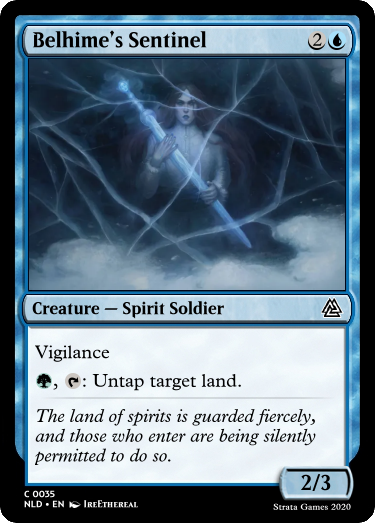 Belhime's Sentinel 2
Creature — Spirit Soldier
Vigilance
: Untap target land.
The land of spirits is guarded fiercely,
and those who enter are being silently
permitted to do so.
2/3
C 0035
NLD • EN IreEthereal
Strata Games 2020